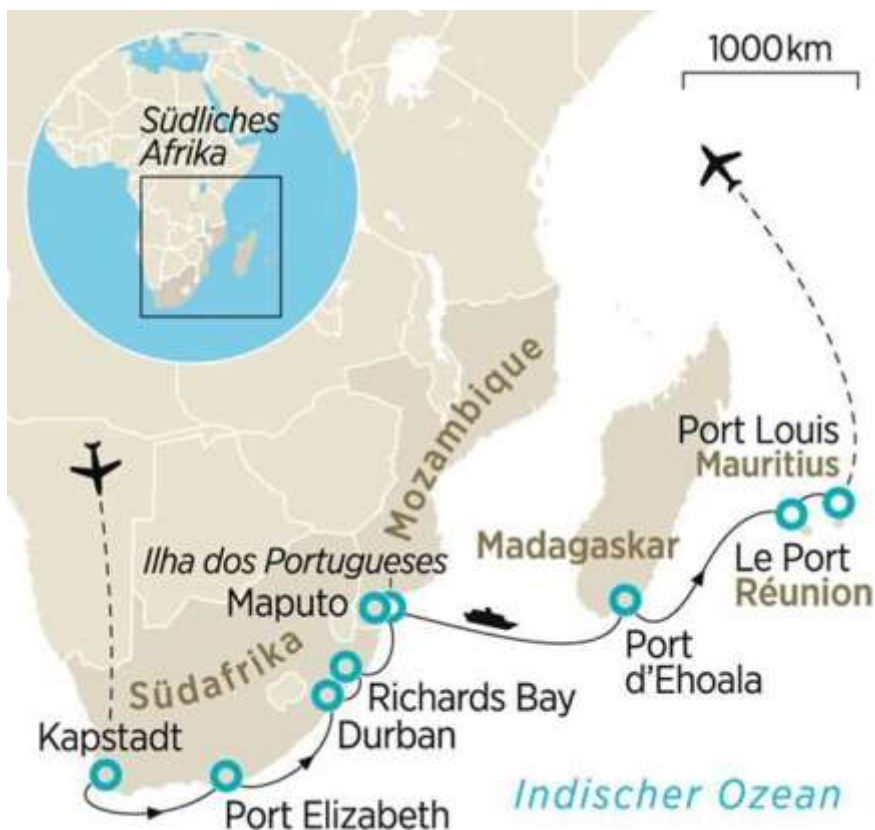 1000 km
Südliches
Afrika
Mozambique
Port Louis
Mauritius
Ilha dos Portugueses
Madagaskar
Le Port
Réunion
Maputo
Südafrika
Port
d'Ehoala
Richards Bay
Kapstadt
Durban
Port Elizabeth
Indischer Ozean